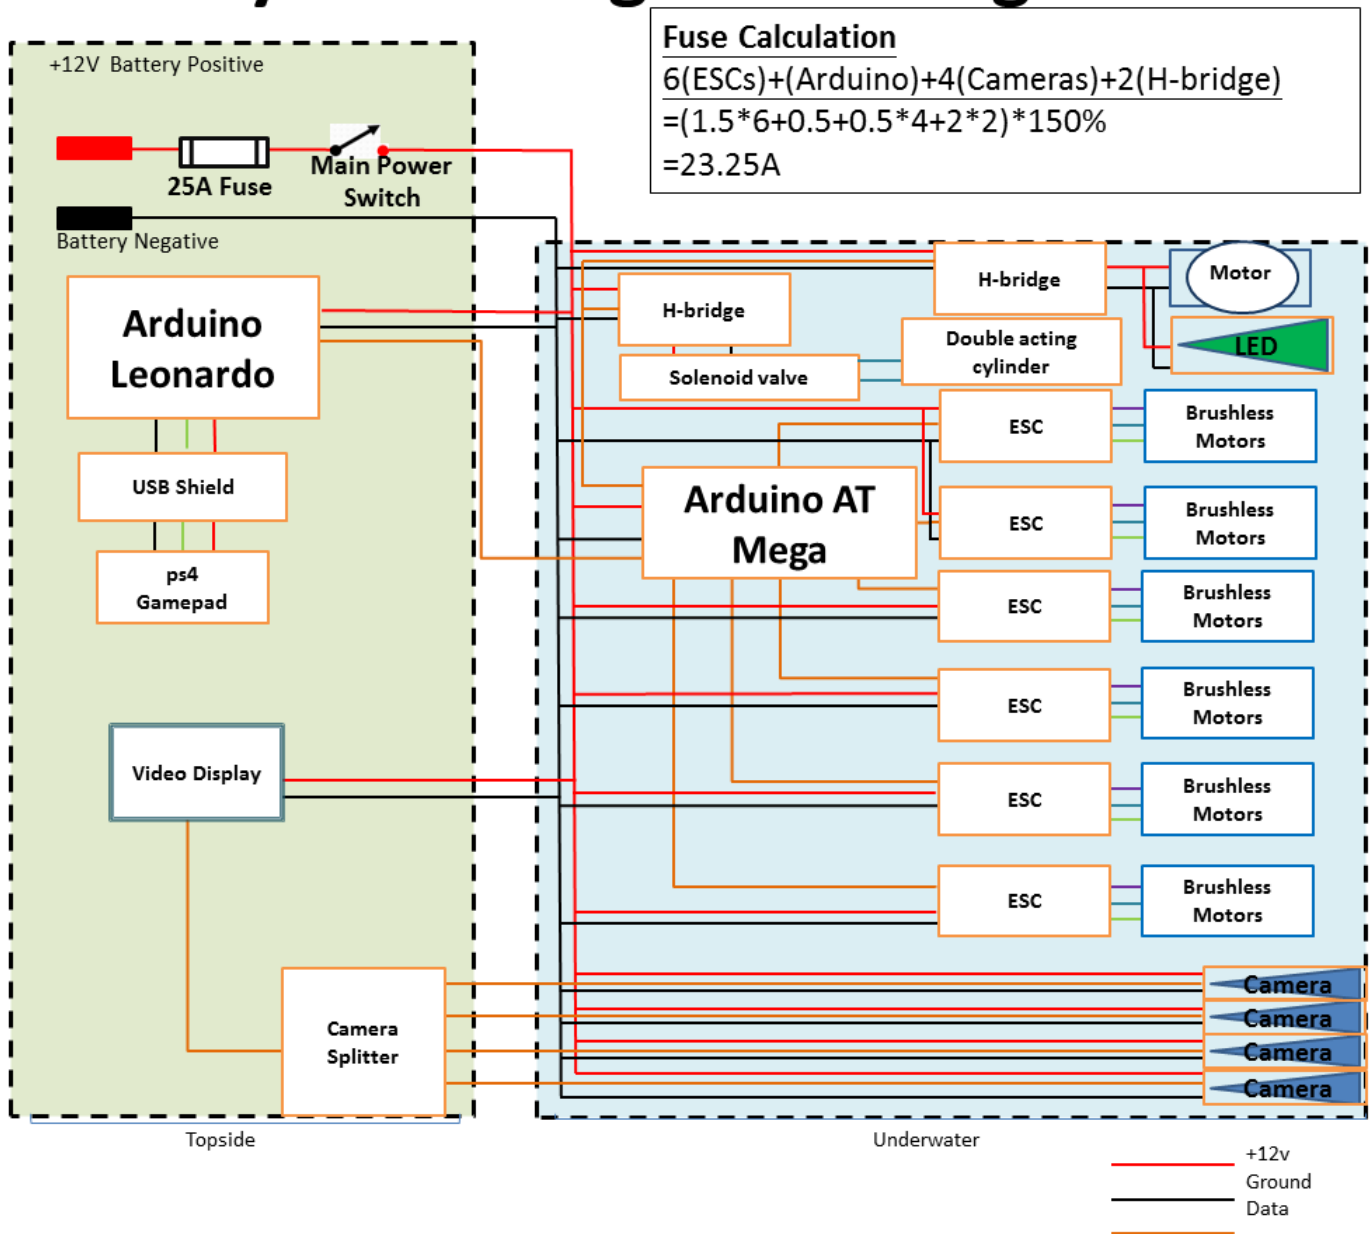 Fuse Calculation
6(ESCs)+(Arduino)+4(Cameras)+2(H-bridge)
=(1.5*6+0.5+0.5*4+2*2)*150%
=23.25A
+12V Battery Positive
25A Fuse
Main Power
Switch
Battery Negative
Arduino
Leonardo
USB Shield
ps4
Gamepad
Video Display
Camera
Splitter
H-bridge
Motor
H-bridge
LED
Double acting
cylinder
Solenoid valve
ESC
Brushless
Motors
Arduino AT
Mega
ESC
Brushless
Motors
ESC
Brushless
Motors
ESC
Brushless
Motors
ESC
Brushless
Motors
ESC
Brushless
Motors
Camera
Camera
Camera
Camera
Topside
Underwater
+12v
Ground
Data